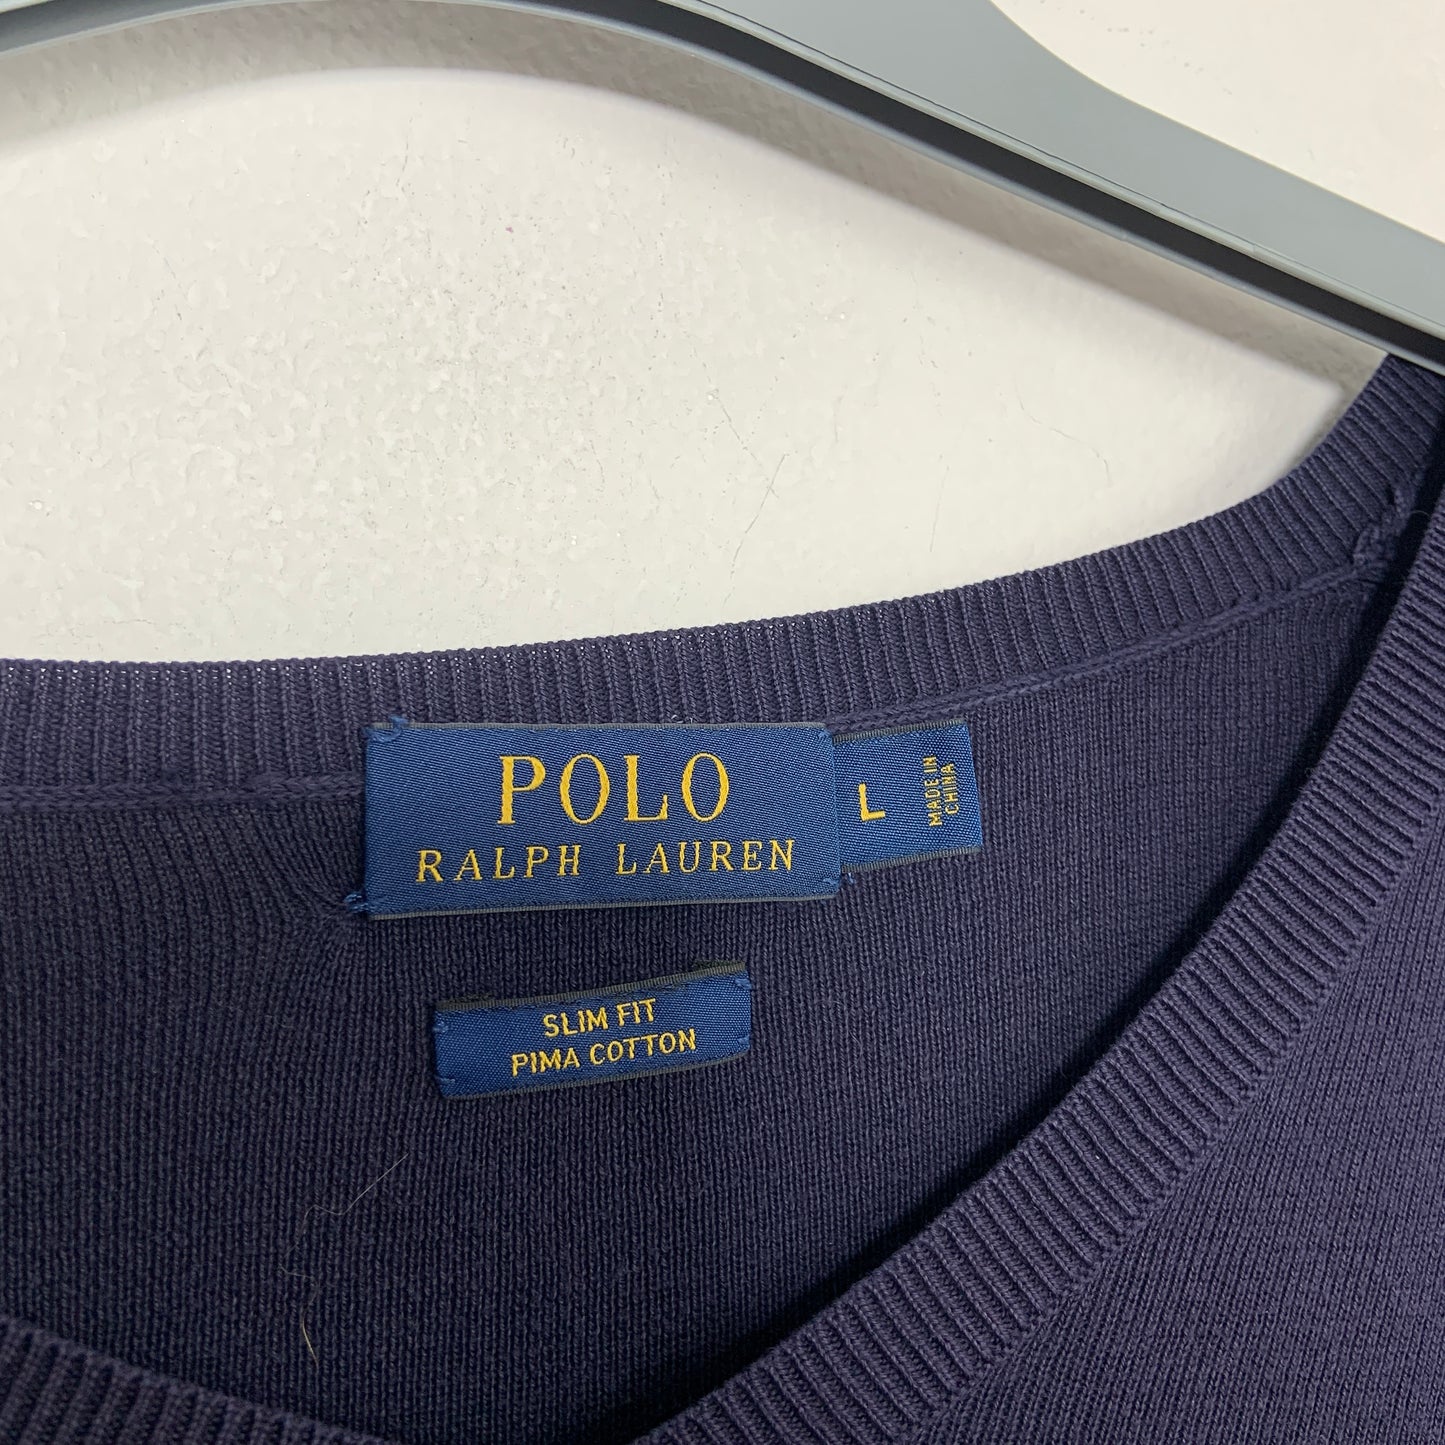 POLO
RALPH LAUREN
L
MADE IN
CHINA
SLIM FIT
PIMA COTTON